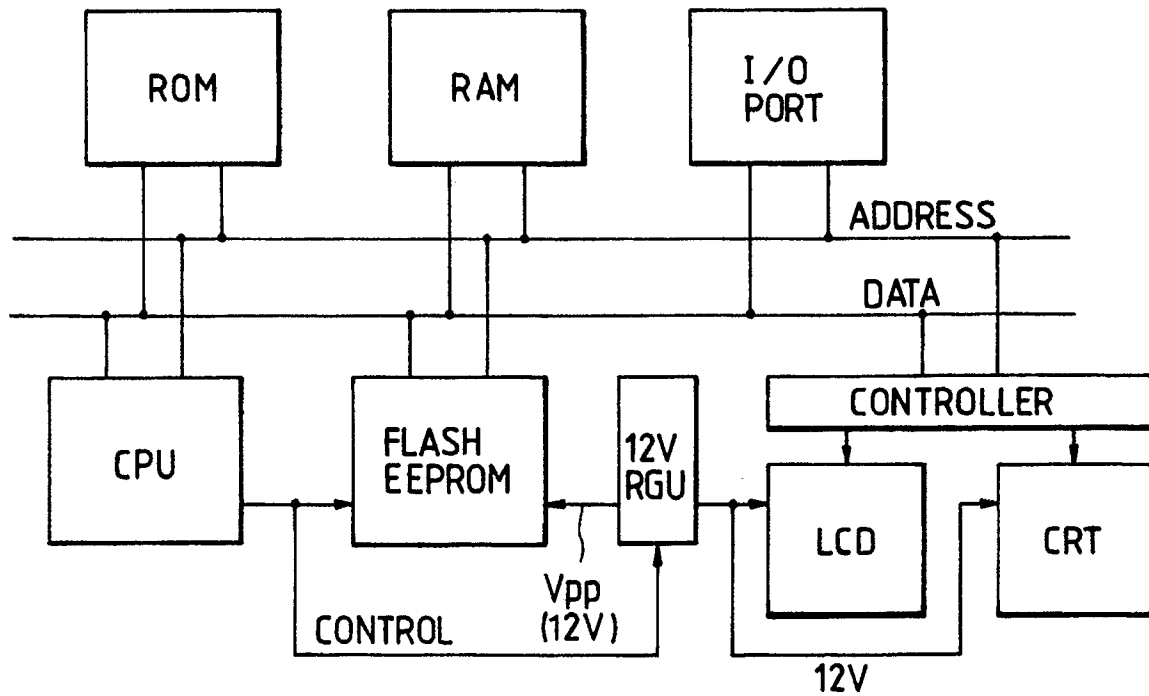 ROM
RAM
I/O
PORT
ADDRESS
DATA
CPU
FLASH
EEPROM
12V
RGU
CONTROLLER
LCD
CRT
Vpp
(12V)
CONTROL
12V